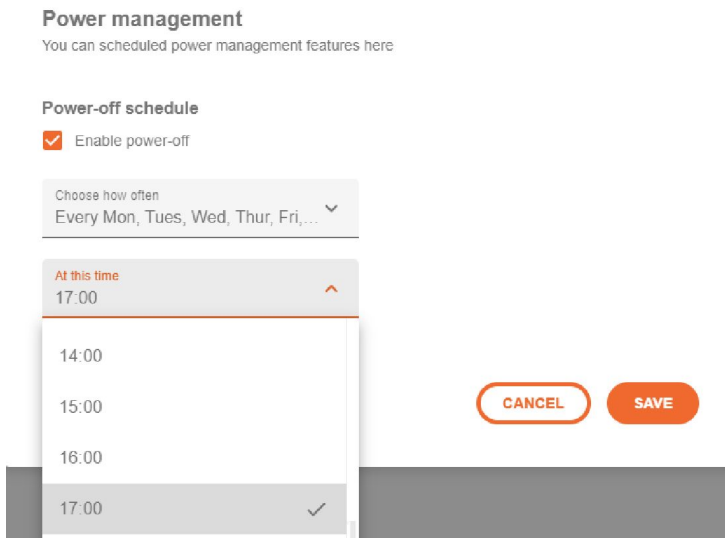 Power management
You can scheduled power management features here
Power-off schedule
Enable power-off
Choose how often
Every Mon, Tues, Wed, Thur, Fri,...
At this time
17:00
14:00
15:00
16:00
17:00
CANCEL
SAVE